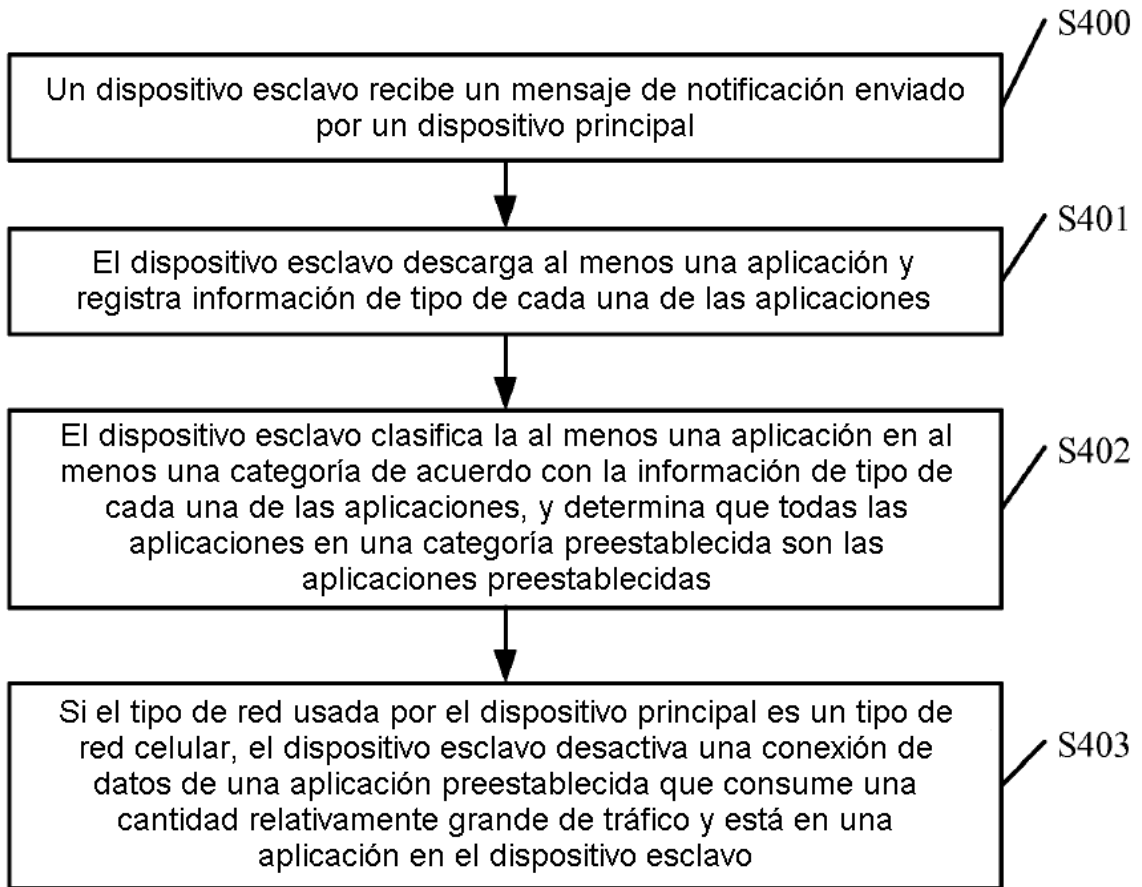 S400
Un dispositivo esclavo recibe un mensaje de notificación enviado
por un dispositivo principal
S401
El dispositivo esclavo descarga al menos una aplicación y
registra información de tipo de cada una de las aplicaciones
S402
El dispositivo esclavo clasifica la al menos una aplicación en al
menos una categoría de acuerdo con la información de tipo de
cada una de las aplicaciones, y determina que todas las
aplicaciones en una categoría preestablecida son las
aplicaciones preestablecidas
S403
Si el tipo de red usada por el dispositivo principal es un tipo de
red celular, el dispositivo esclavo desactiva una conexión de
datos de una aplicación preestablecida que consume una
cantidad relativamente grande de tráfico y está en una
aplicación en el dispositivo esclavo